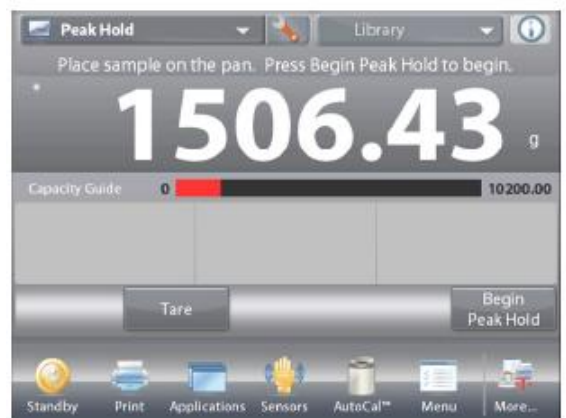 Peak Hold
Library
Place sample on the pan. Press Begin Peak Hold to begin.
1506.43 g
Capacity Guide 0 10200.00
Tare
Begin
Peak Hold
Standby Print Applications Sensors AutoCal™ Menu More...